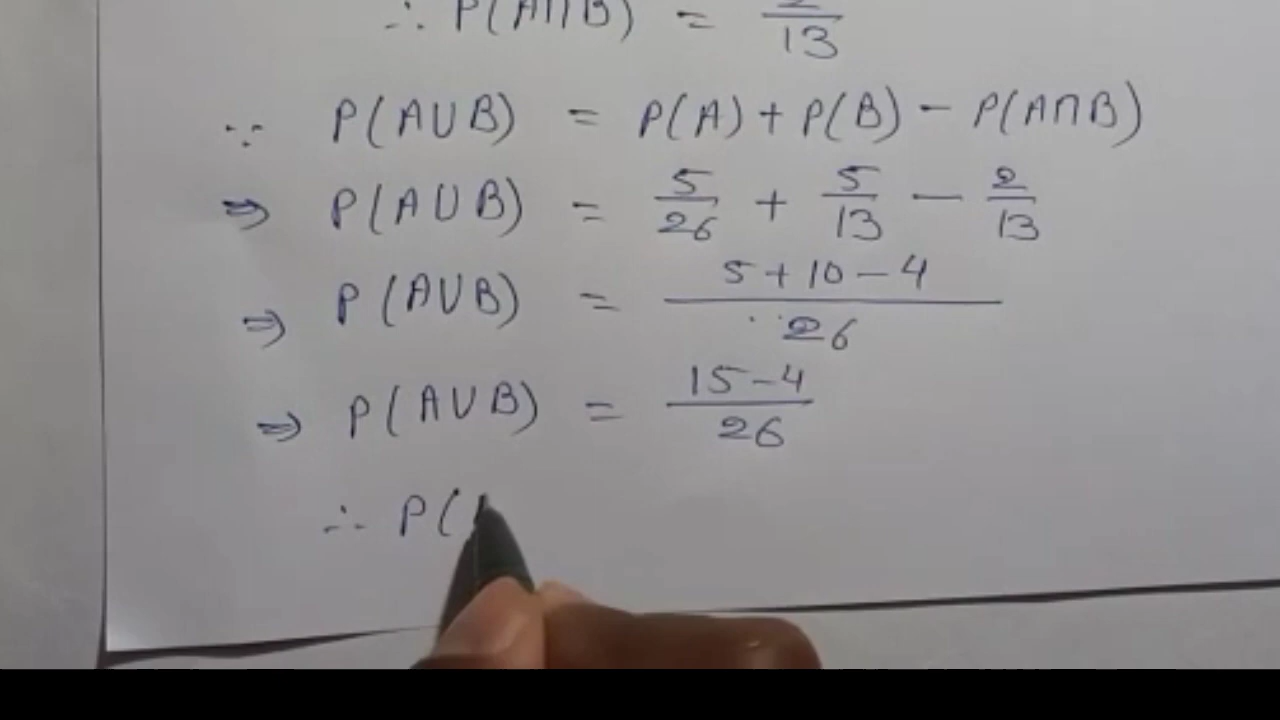 ∴ P(A∩B) = 2/13
∵ P(A∪B) = P(A) + P(B) - P(A∩B)
⇒ P(A∪B) = 5/26 + 5/13 - 2/13
⇒ P(A∪B) = 5+10-4/26
⇒ P(A∪B) = 15-4/26
∴ P(